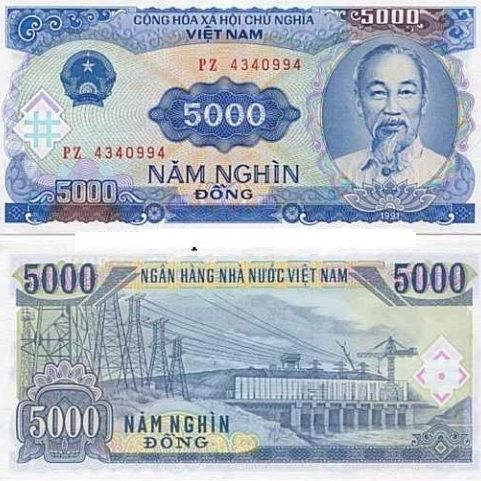 CỘNG HÒA XÃ HỘI CHỦ NGHĨA
VIỆT NAM
5000
PZ 4340994
5000
PZ 4340994
NĂM NGHÌN
ĐỒNG
5000
1991
5000
NGÂN HÀNG NHÀ NƯỚC VIỆT NAM
5000
5000
NĂM NGHÌN
ĐỒNG